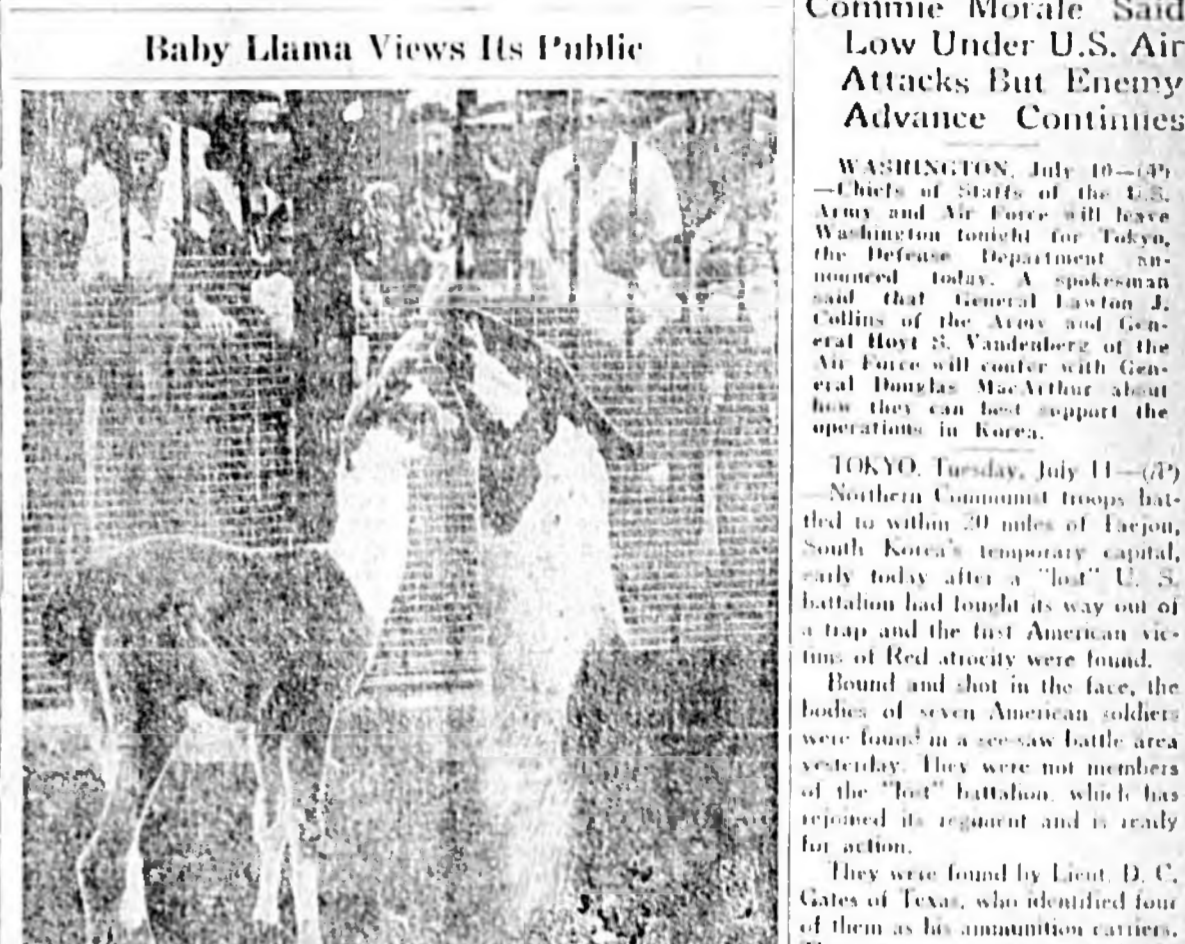 Baby Llama Views Its Public
Commie Morale Said
Low Under U.S. Air
Attacks But Enemy
Advance Continues
WASHINGTON, July 10—(AP)
—Chiefs of Staffs of the U.S.
Army and Air Force will leave
Washington tonight for Tokyo,
the Defense Department an-
nounced today. A spokesman
said that General Lawton J.
Collins of the Army and Gen-
eral Hoyt S. Vandenberg of the
Air Force will confer with Gen-
eral Douglas MacArthur about
how they can best support the
operations in Korea.
TOKYO, Tuesday, July 11—(AP)
—Northern Communist troops bat-
tled to within 20 miles of Taejon,
South Korea's temporary capital,
early today after a "lost" U. S.
battalion had fought its way out of
a trap and the first American vic-
tims of Red atrocity were found.
Bound and shot in the face, the
bodies of seven American soldiers
were found in a see-saw battle area
yesterday. They were not members
of the "lost" battalion, which has
rejoined its regiment and is ready
for action.
They were found by Lieut. D. C.
Gates of Texas, who identified four
of them as his ammunition carriers.